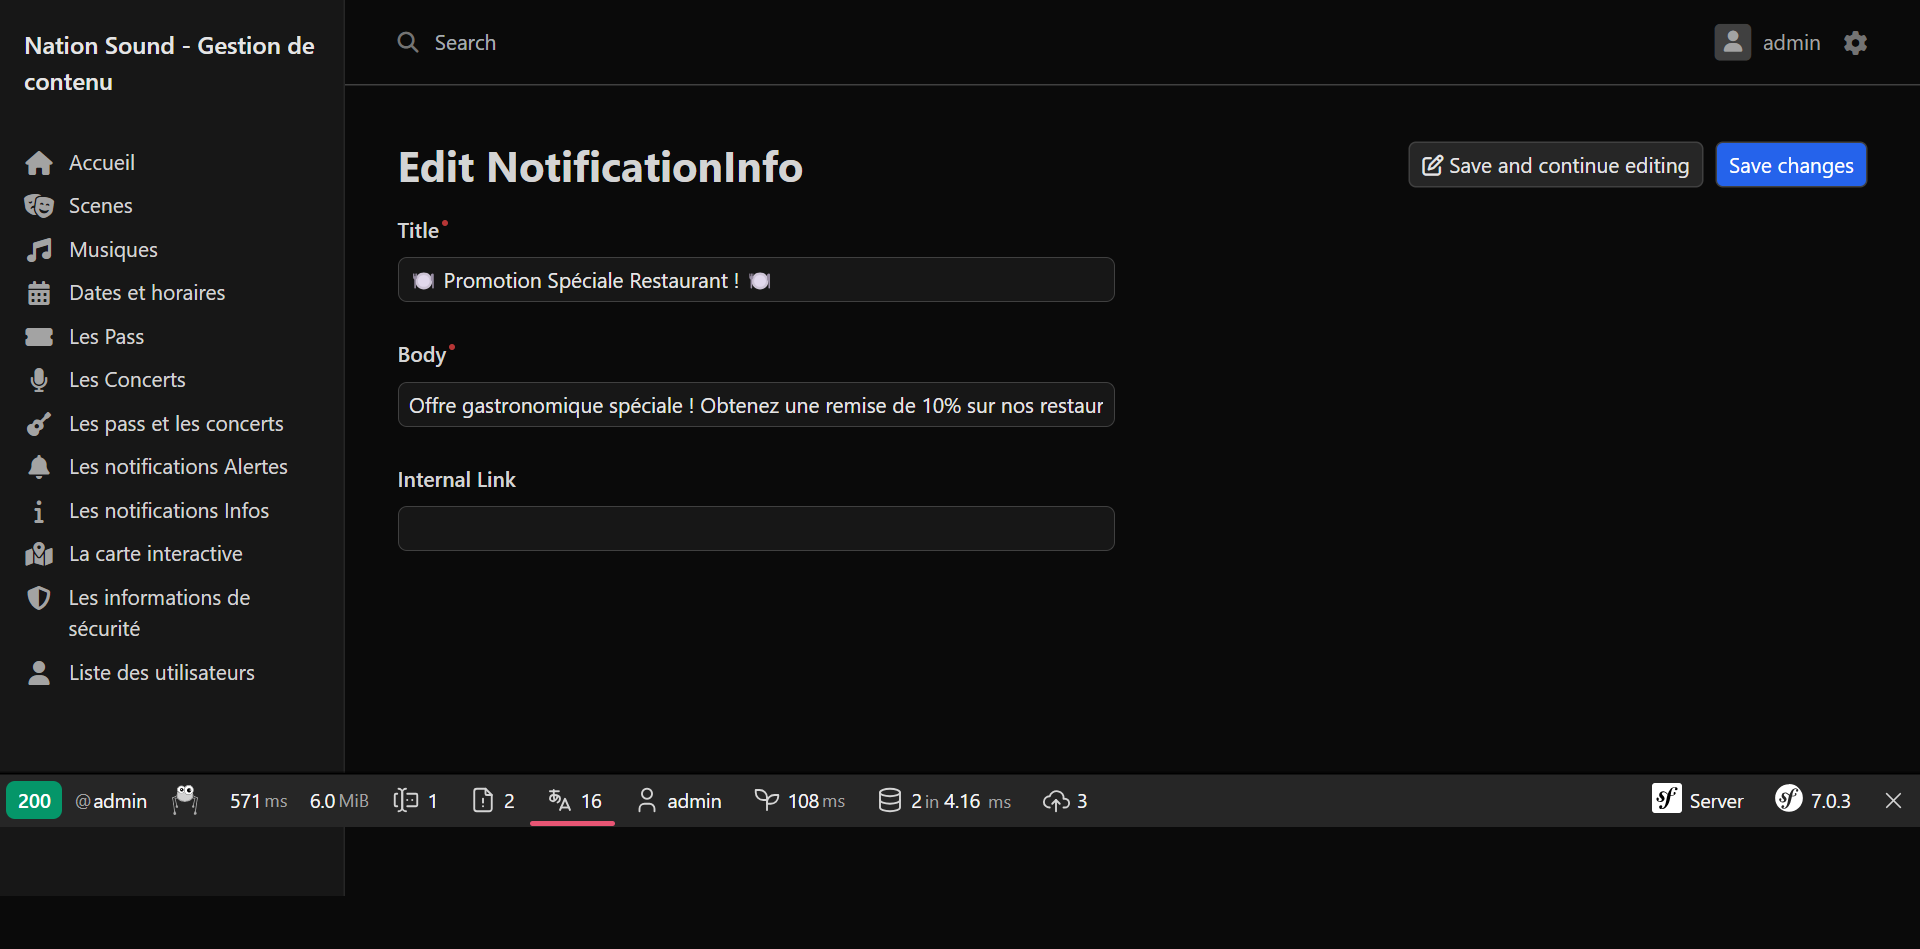 Nation Sound - Gestion de
contenu
Search
admin
Accueil
Scenes
Musiques
Dates et horaires
Les Pass
Les Concerts
Les pass et les concerts
Les notifications Alertes
Les notifications Infos
La carte interactive
Les informations de
sécurité
Liste des utilisateurs
Edit NotificationInfo
Save and continue editing
Save changes
Title
🍽️ Promotion Spéciale Restaurant ! 🍽️
Body
Offre gastronomique spéciale ! Obtenez une remise de 10% sur nos restaur
Internal Link
200 @admin 571 ms 6.0 MiB 1 2 16 admin 108 ms 2 in 4.16 ms 3 Server 7.0.3